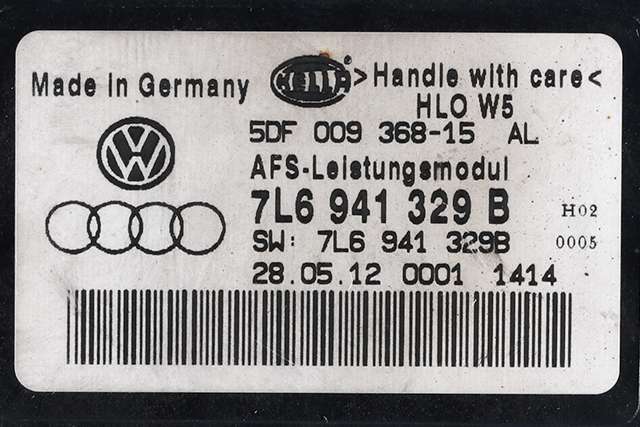 Made in Germany
HELLA® >Handle with care<
HLO W5
5DF 009 368-15 AL
AFS-Leistungsmodul
7L6 941 329 B H02
SW: 7L6 941 329B 0005
28.05.12 0001 1414